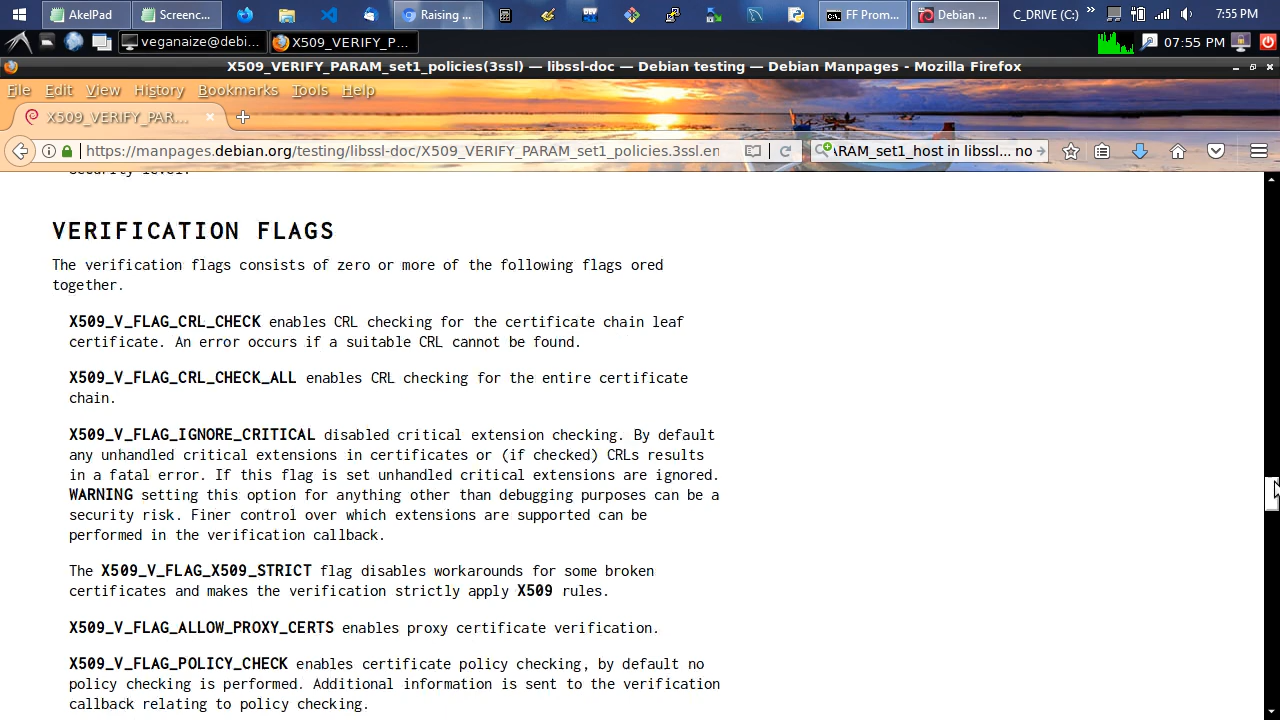 AkelPad
Screenc...
Raising ...
FF Prom...
Debian ...
C_DRIVE (C:)
7:55 PM
veganaize@debi...
X509_VERIFY_P...
07:55 PM
X509_VERIFY_PARAM_set1_policies(3ssl) — libssl-doc — Debian testing — Debian Manpages - Mozilla Firefox
File Edit View History Bookmarks Tools Help
X509_VERIFY_PAR...
https://manpages.debian.org/testing/libssl-doc/X509_VERIFY_PARAM_set1_policies.3ssl.en
ARAM_set1_host in libssl... no
security level.
VERIFICATION FLAGS
The verification flags consists of zero or more of the following flags ored
together.
X509_V_FLAG_CRL_CHECK enables CRL checking for the certificate chain leaf
certificate. An error occurs if a suitable CRL cannot be found.
X509_V_FLAG_CRL_CHECK_ALL enables CRL checking for the entire certificate
chain.
X509_V_FLAG_IGNORE_CRITICAL disabled critical extension checking. By default
any unhandled critical extensions in certificates or (if checked) CRLs results
in a fatal error. If this flag is set unhandled critical extensions are ignored.
WARNING setting this option for anything other than debugging purposes can be a
security risk. Finer control over which extensions are supported can be
performed in the verification callback.
The X509_V_FLAG_X509_STRICT flag disables workarounds for some broken
certificates and makes the verification strictly apply X509 rules.
X509_V_FLAG_ALLOW_PROXY_CERTS enables proxy certificate verification.
X509_V_FLAG_POLICY_CHECK enables certificate policy checking, by default no
policy checking is performed. Additional information is sent to the verification
callback relating to policy checking.